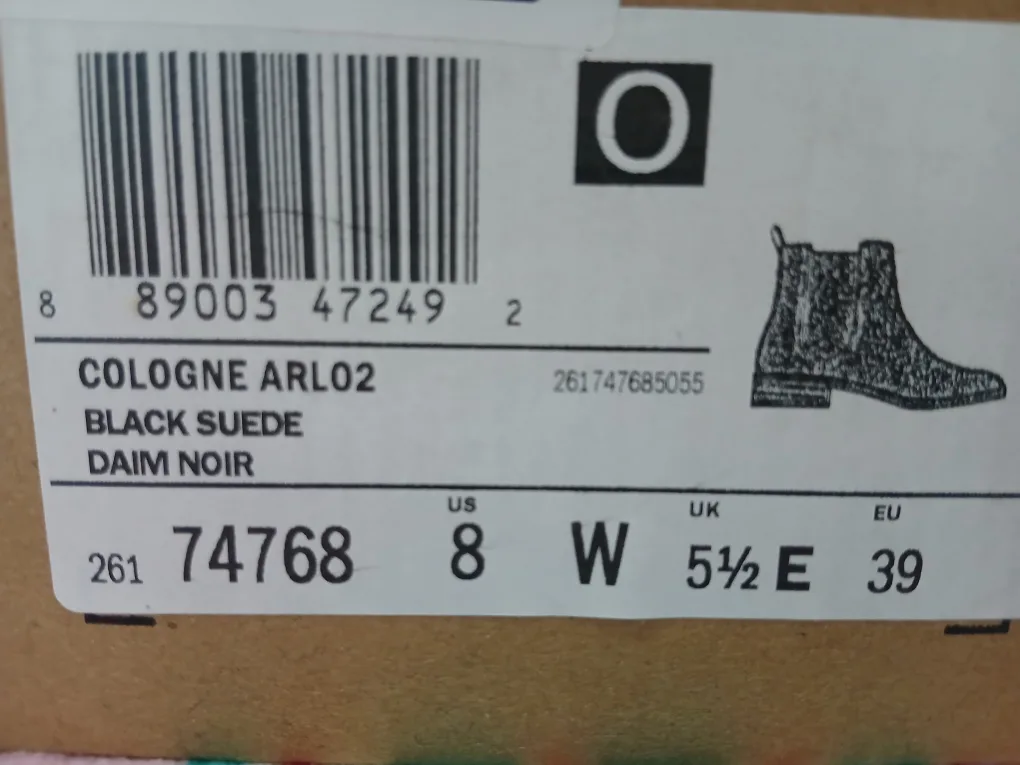 O
8 89003 47249 2
COLOGNE ARLO2 261747685055
BLACK SUEDE
DAIM NOIR
US UK EU
261 74768 8 W 5½ E 39